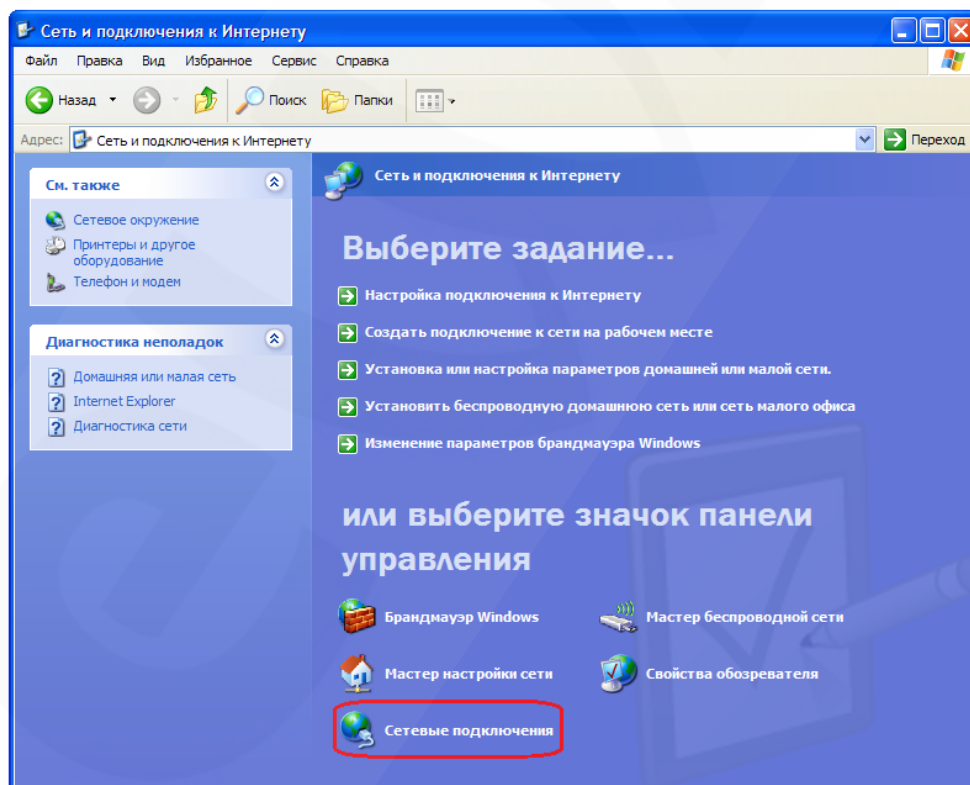 Сеть и подключения к Интернету
Файл Правка Вид Избранное Сервис Справка
Назад Поиск Папки
Адрес: Сеть и подключения к Интернету Переход
См. также
Сетевое окружение
Принтеры и другое
оборудование
Телефон и модем
Диагностика неполадок
Домашняя или малая сеть
Internet Explorer
Диагностика сети
Сеть и подключения к Интернету
Выберите задание...
Настройка подключения к Интернету
Создать подключение к сети на рабочем месте
Установка или настройка параметров домашней или малой сети.
Установить беспроводную домашнюю сеть или сеть малого офиса
Изменение параметров брандмауэра Windows
или выберите значок панели
управления
Брандмауэр Windows
Мастер беспроводной сети
Мастер настройки сети
Свойства обозревателя
Сетевые подключения